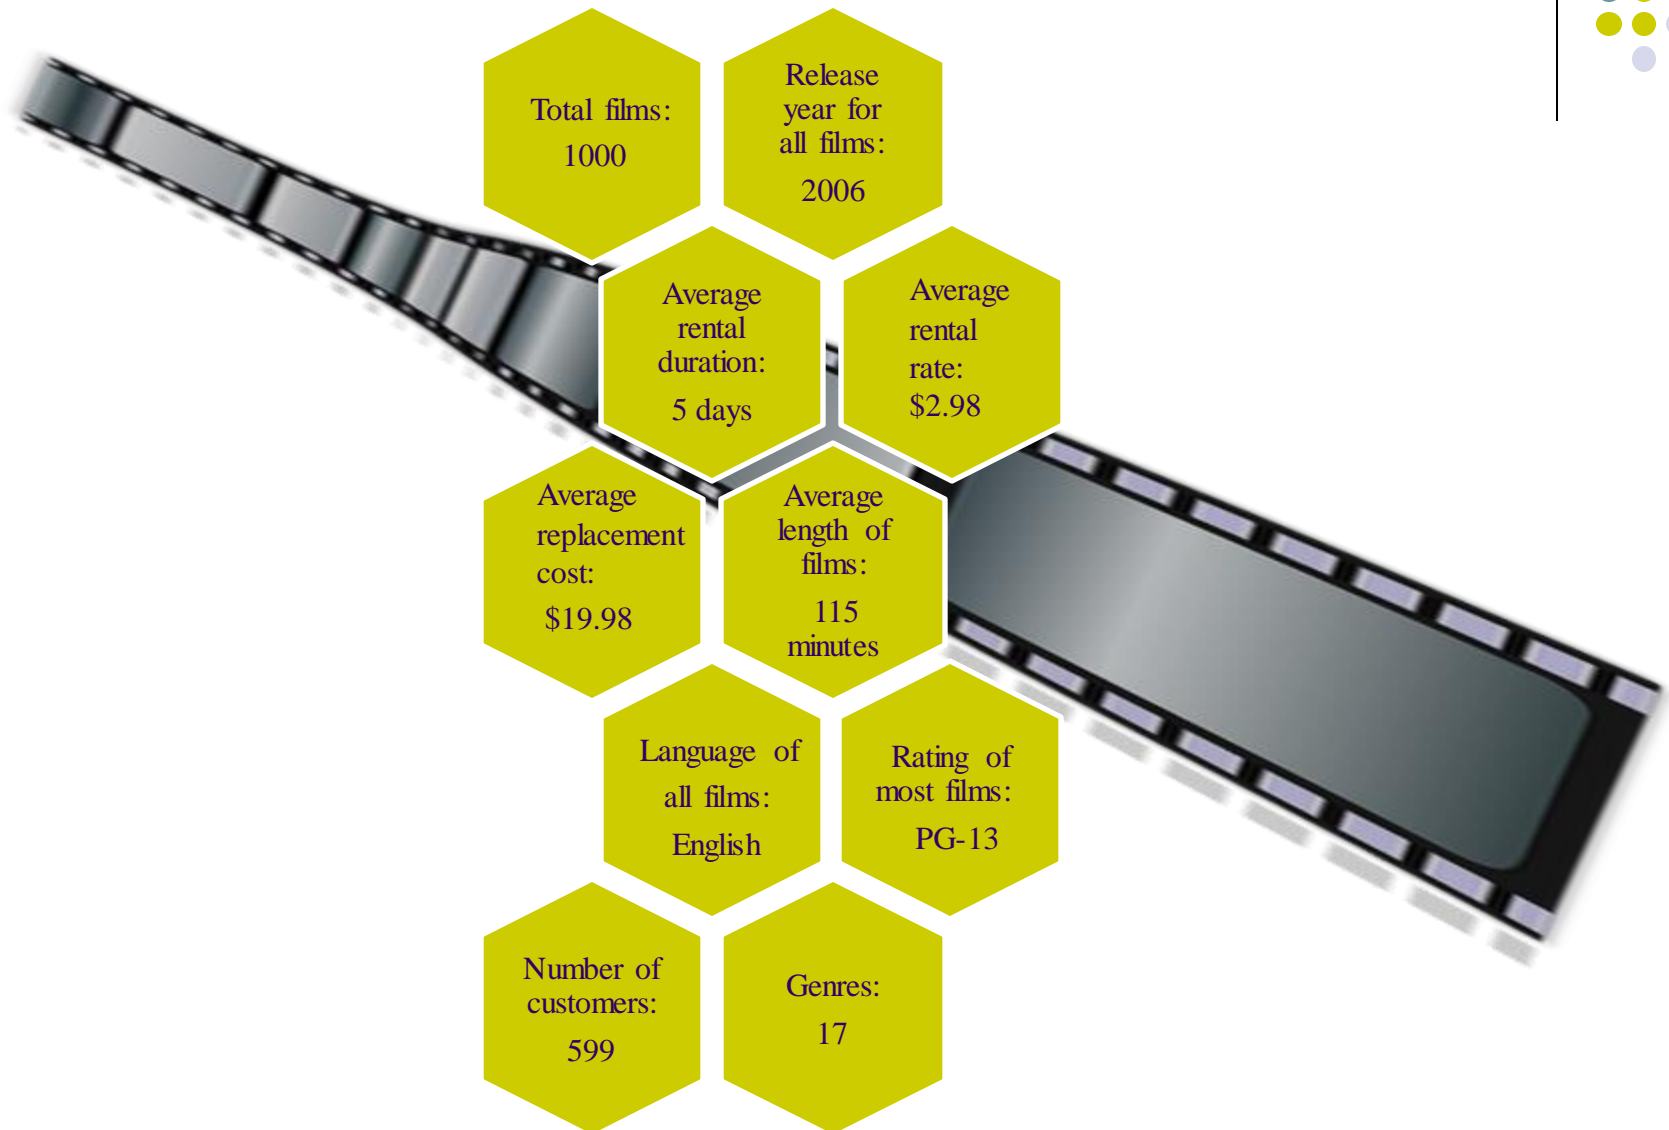 Total films:
1000
Release
year for
all films:
2006
Average
rental
duration:
5 days
Average
rental
rate:
$2.98
Average
replacement
cost:
$19.98
Average
length of
films:
115
minutes
Language of
all films:
English
Rating of
most films:
PG-13
Number of
customers:
599
Genres:
17